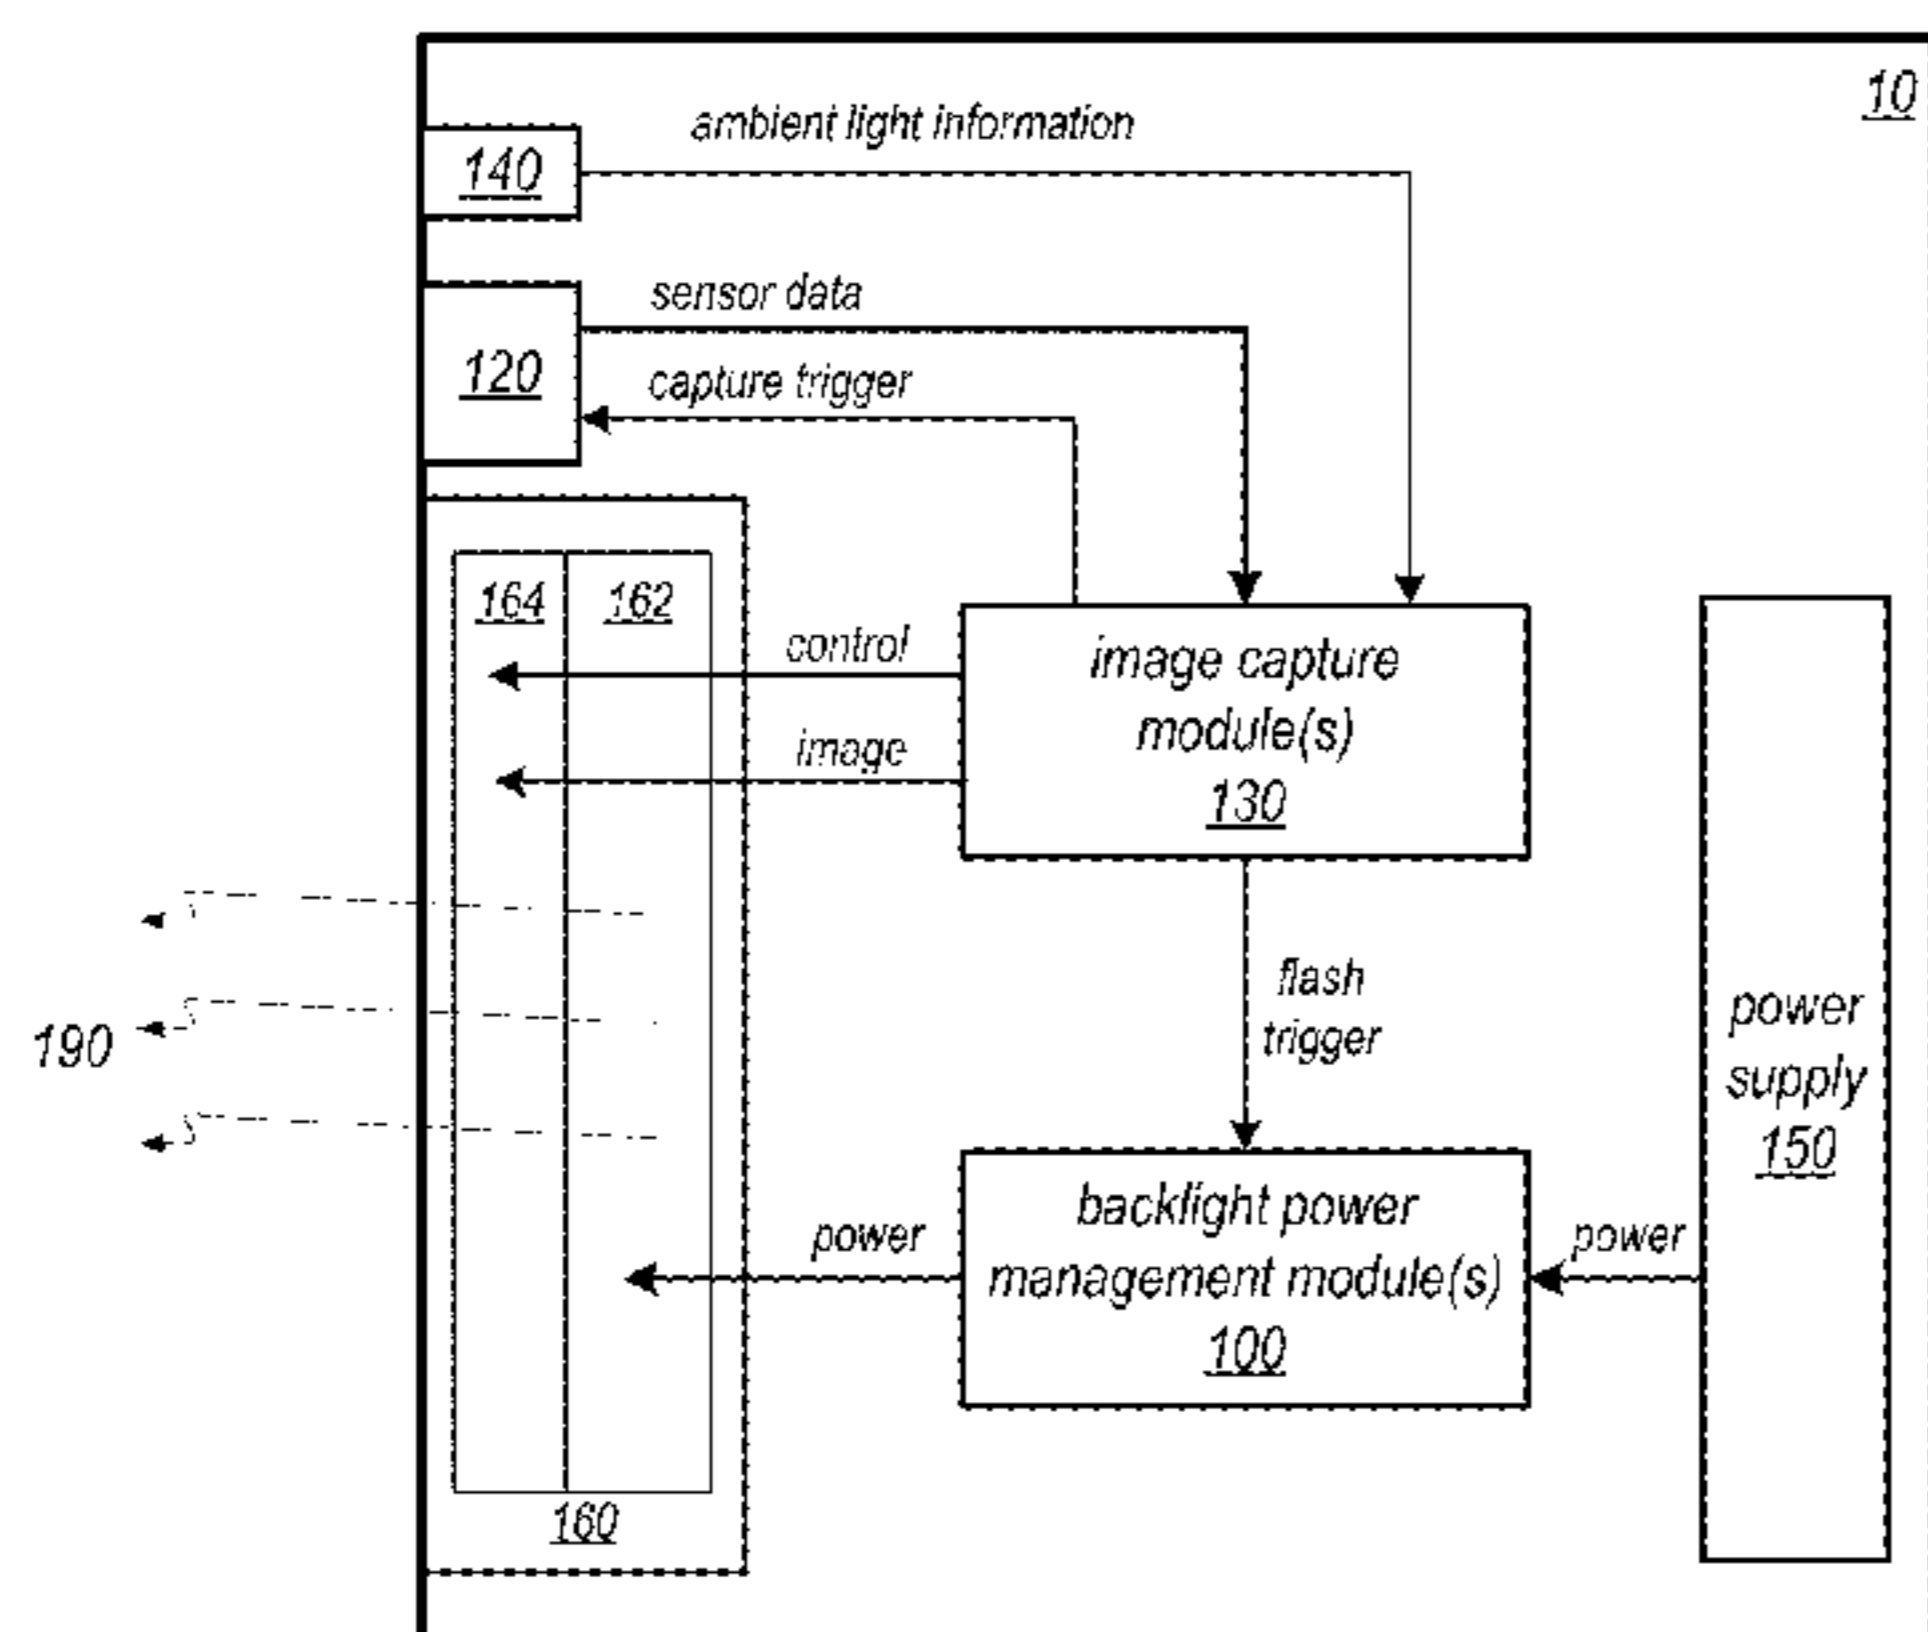 10
ambient light information
140
sensor data
120
capture trigger
164
162
control
image capture
module(s)
130
image
flash
trigger
190
power
supply
150
backlight power
management module(s)
100
power
power
160